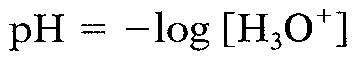 pH = −log [H₃O⁺]